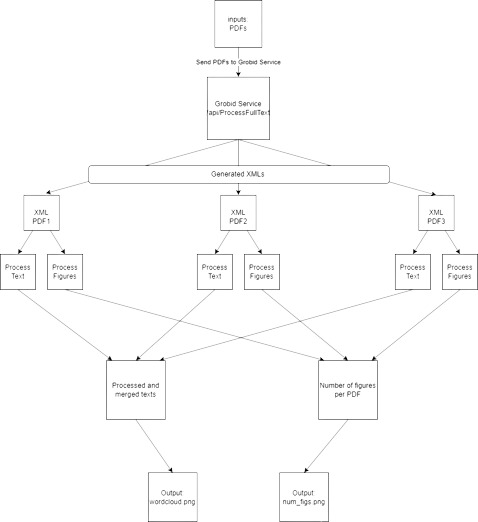 inputs:
PDFs
Send PDFs to Grobid Service
Grobid Service
/api/ProcessFullText
Generated XMLs
XML
PDF1
XML
PDF2
XML
PDF3
Process
Text
Process
Figures
Process
Text
Process
Figures
Process
Text
Process
Figures
Processed and
merged texts
Number of figures
per PDF
Output:
wordcloud.png
Output:
num_figs.png